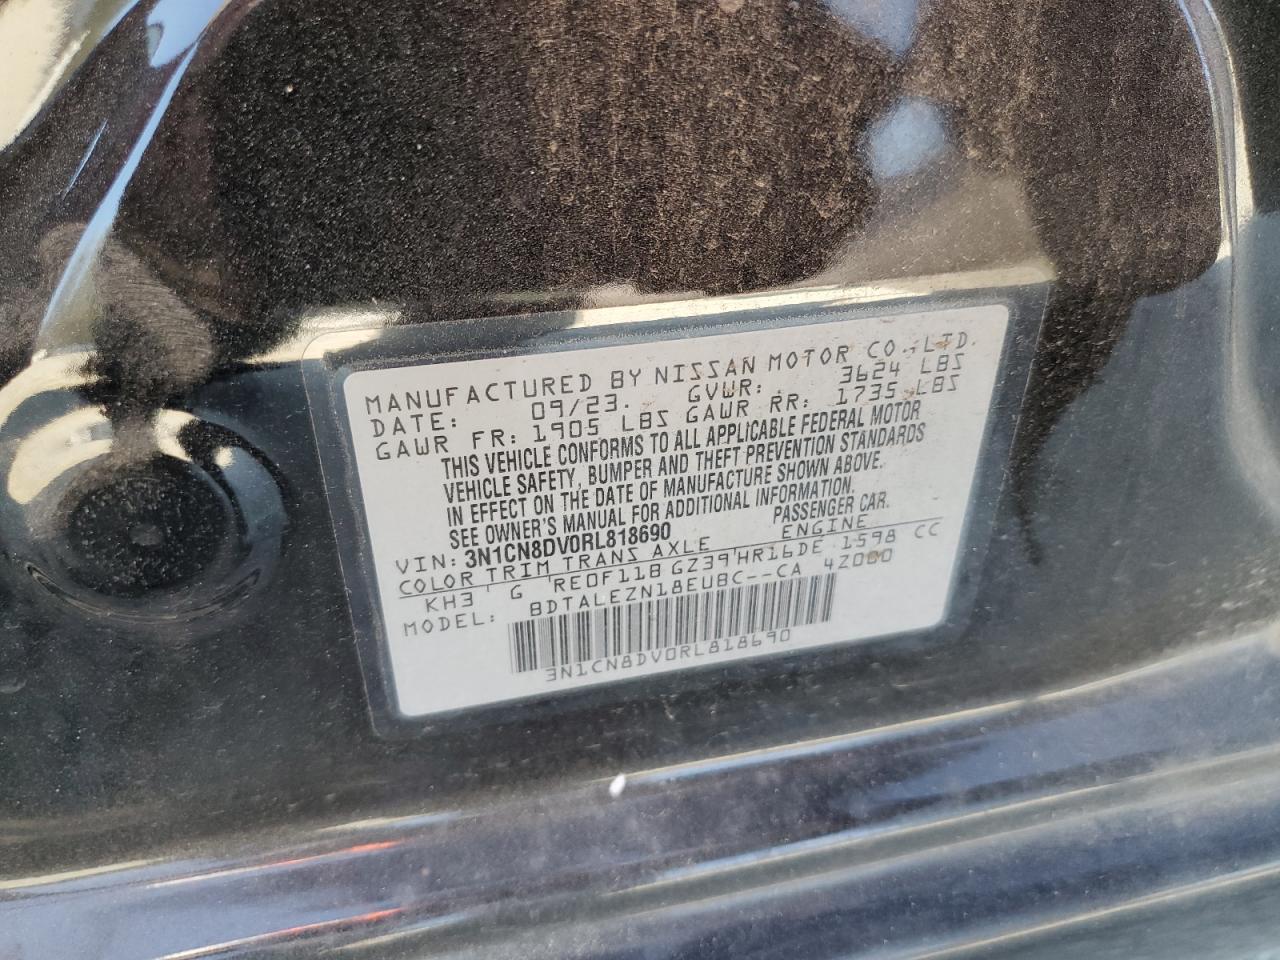 MANUFACTURED BY NISSAN MOTOR CO.,LTD.
DATE: 09/23. GVWR: 3624 LBS
GAWR FR: 1905 LBS GAWR RR: 1735 LBS
THIS VEHICLE CONFORMS TO ALL APPLICABLE FEDERAL MOTOR
VEHICLE SAFETY, BUMPER AND THEFT PREVENTION STANDARDS
IN EFFECT ON THE DATE OF MANUFACTURE SHOWN ABOVE.
SEE OWNER'S MANUAL FOR ADDITIONAL INFORMATION.
VIN: 3N1CN8DV0RL818690 PASSENGER CAR.
COLOR TRIM TRANS AXLE ENGINE
KH3 G RE0F11B GZ39 HR16DE 1598 CC
MODEL: BDTALEZN18EUBC--CA 42000
3N1CN8DV0RL818690